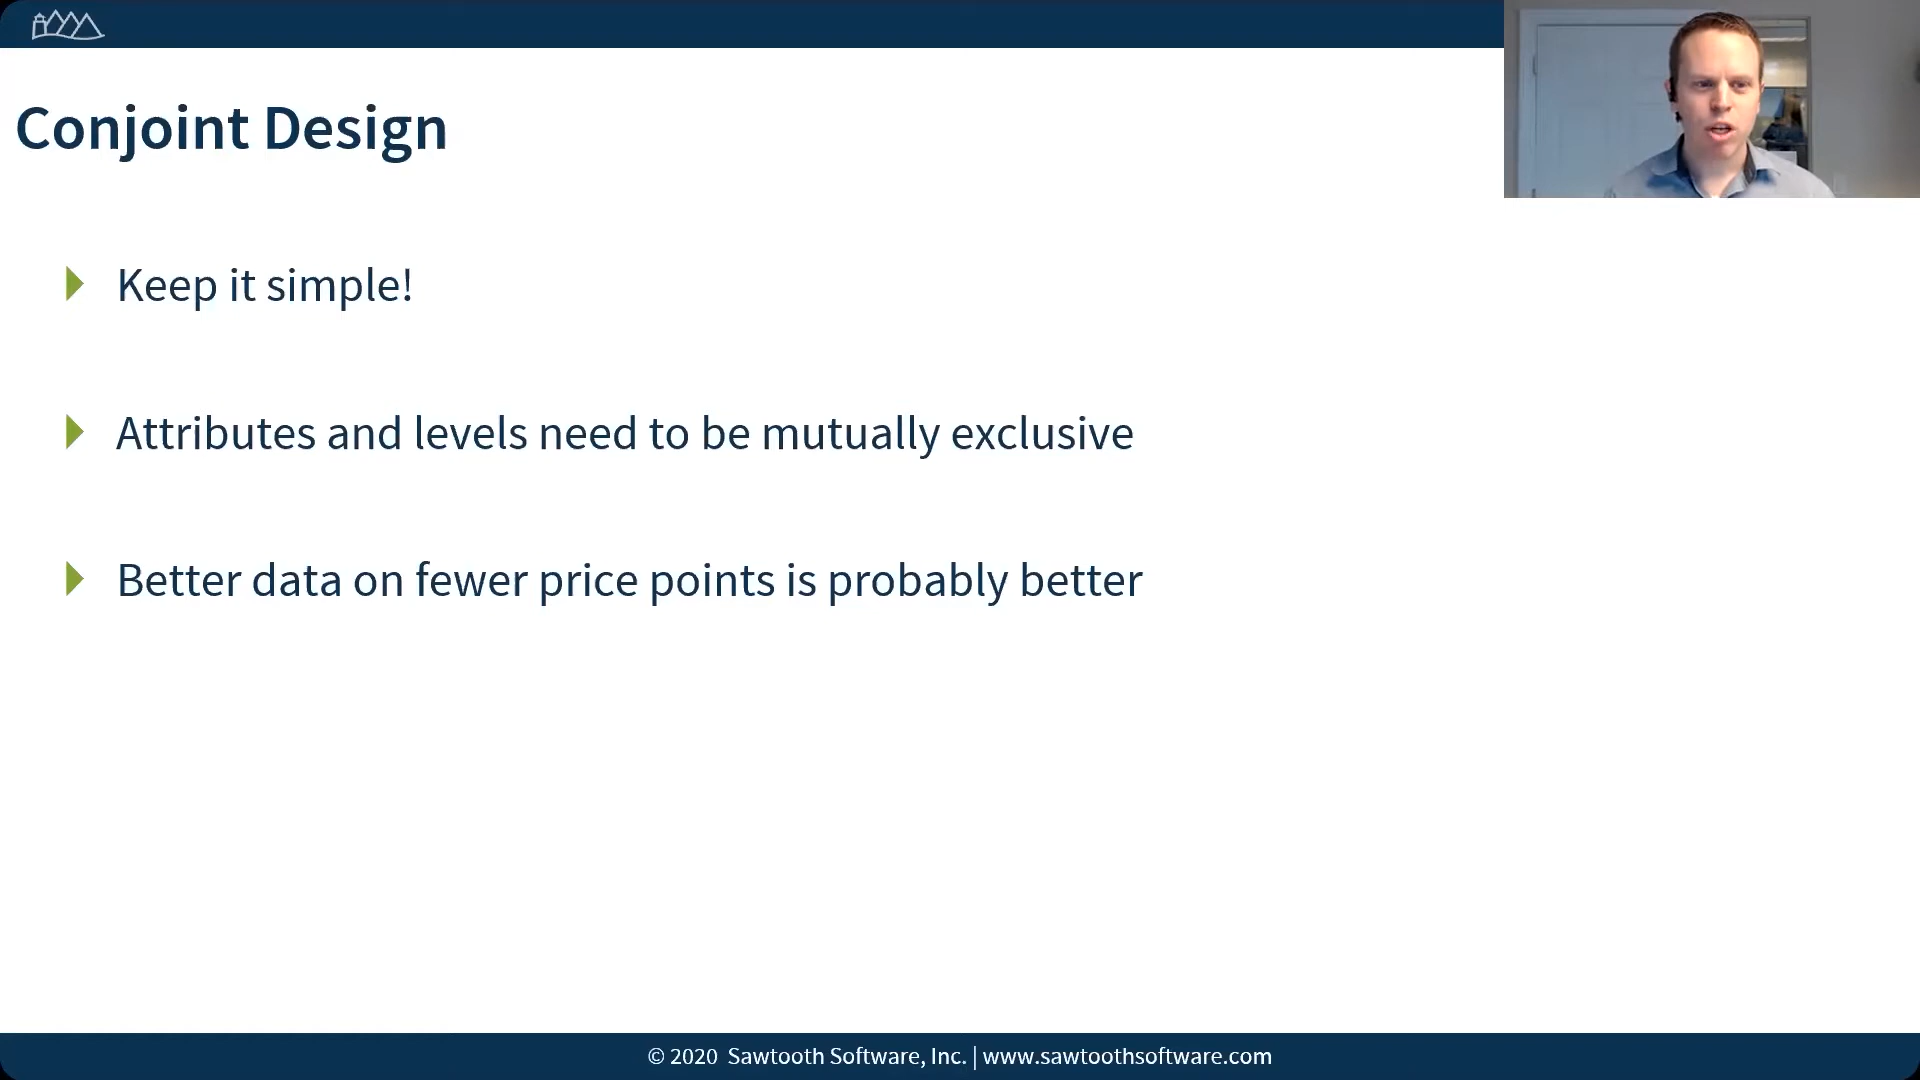 Conjoint Design
Keep it simple!
Attributes and levels need to be mutually exclusive
Better data on fewer price points is probably better
© 2020 Sawtooth Software, Inc. | www.sawtoothsoftware.com